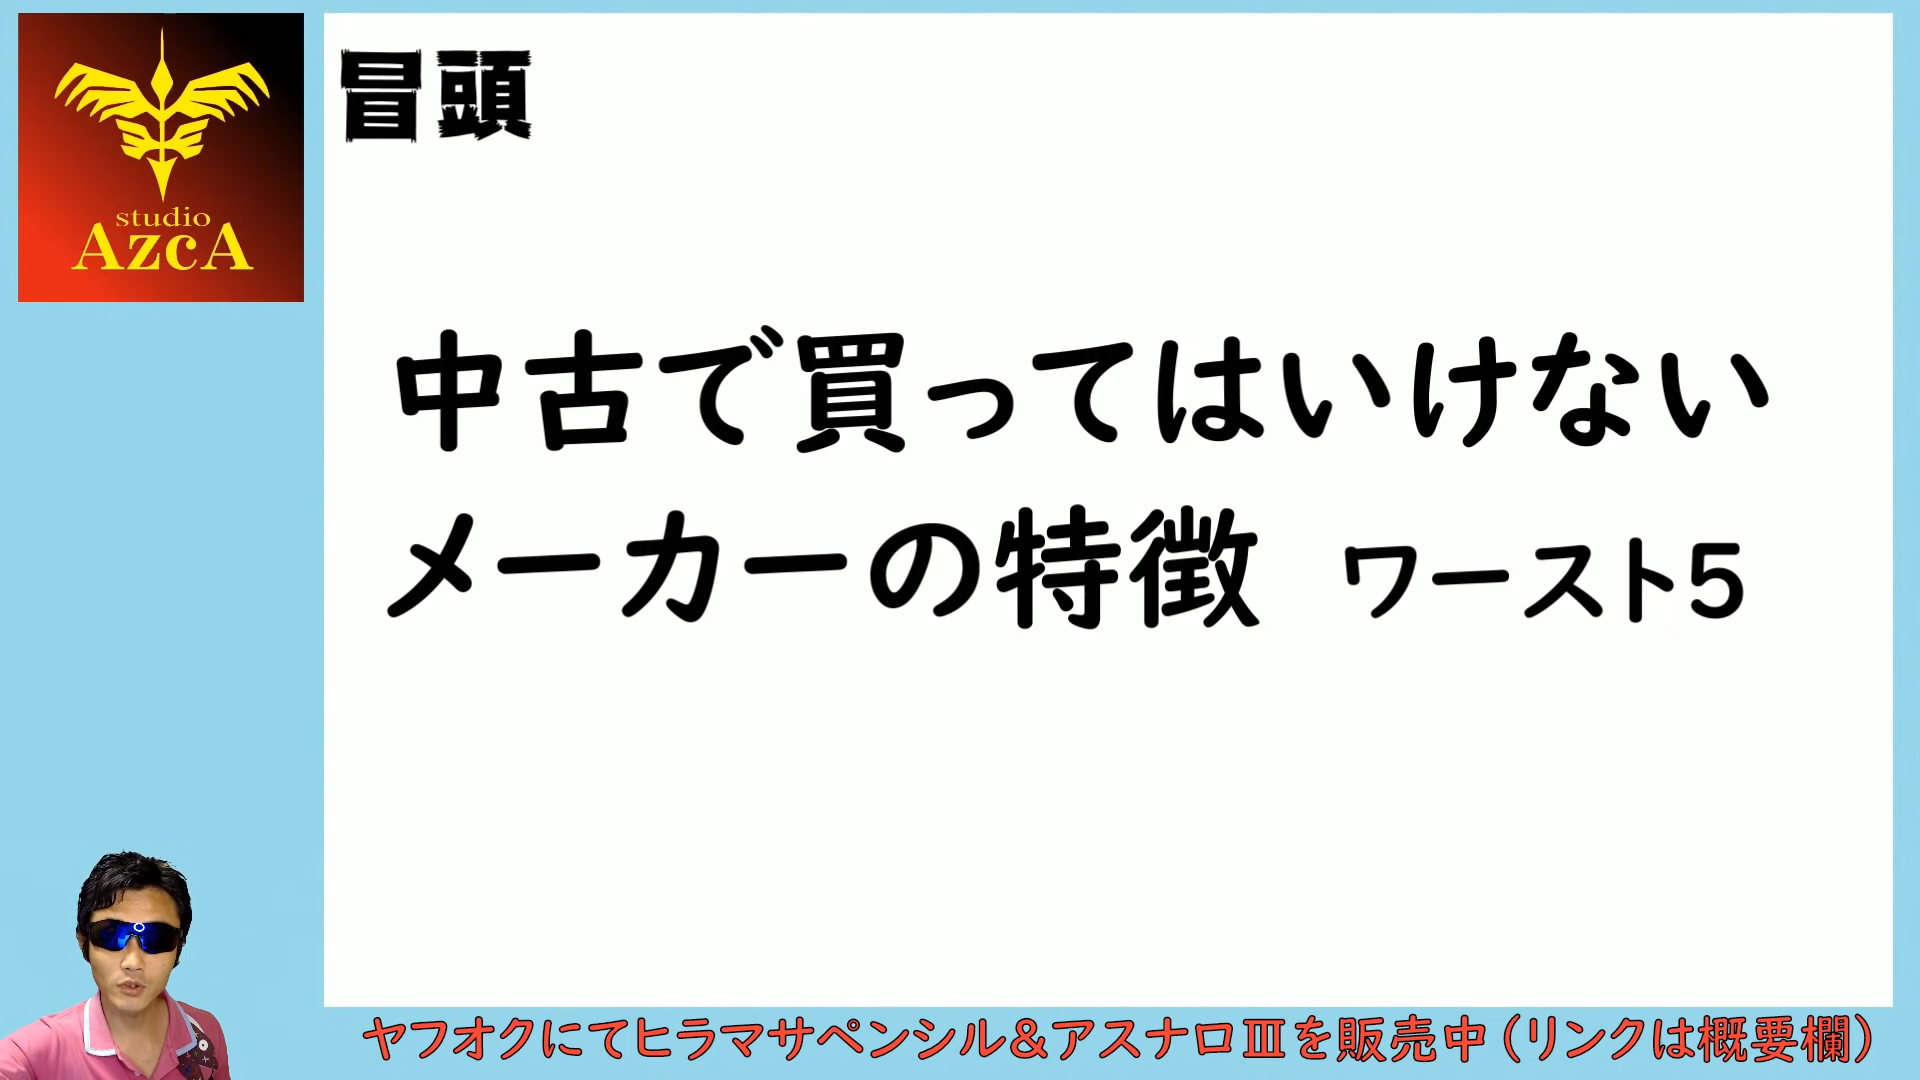 studio
AzcA
冒頭
中古で買ってはいけない
メーカーの特徴 ワースト5
ヤフオクにてヒラマサペンシル&アスナロⅢを販売中(リンクは概要欄)